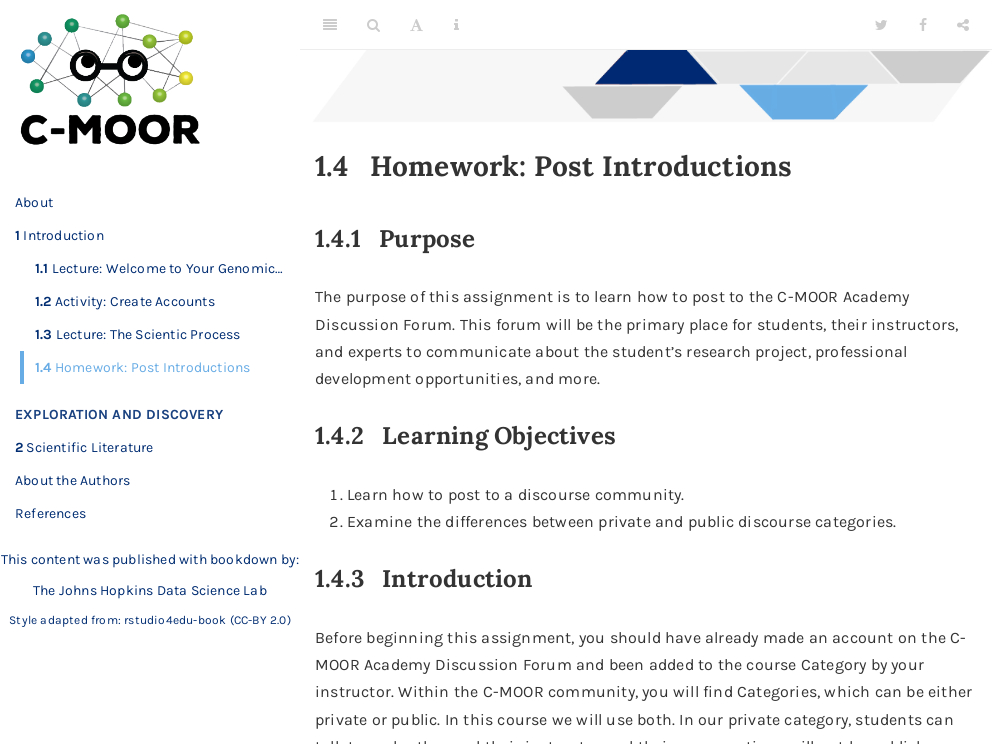 C-MOOR
About
1 Introduction
1.1 Lecture: Welcome to Your Genomic...
1.2 Activity: Create Accounts
1.3 Lecture: The Scientic Process
1.4 Homework: Post Introductions
EXPLORATION AND DISCOVERY
2 Scientific Literature
About the Authors
References
This content was published with bookdown by:
The Johns Hopkins Data Science Lab
Style adapted from: rstudio4edu-book (CC-BY 2.0)
1.4 Homework: Post Introductions
1.4.1 Purpose
The purpose of this assignment is to learn how to post to the C-MOOR Academy
Discussion Forum. This forum will be the primary place for students, their instructors,
and experts to communicate about the student's research project, professional
development opportunities, and more.
1.4.2 Learning Objectives
1. Learn how to post to a discourse community.
2. Examine the differences between private and public discourse categories.
1.4.3 Introduction
Before beginning this assignment, you should have already made an account on the C-
MOOR Academy Discussion Forum and been added to the course Category by your
instructor. Within the C-MOOR community, you will find Categories, which can be either
private or public. In this course we will use both. In our private category, students can